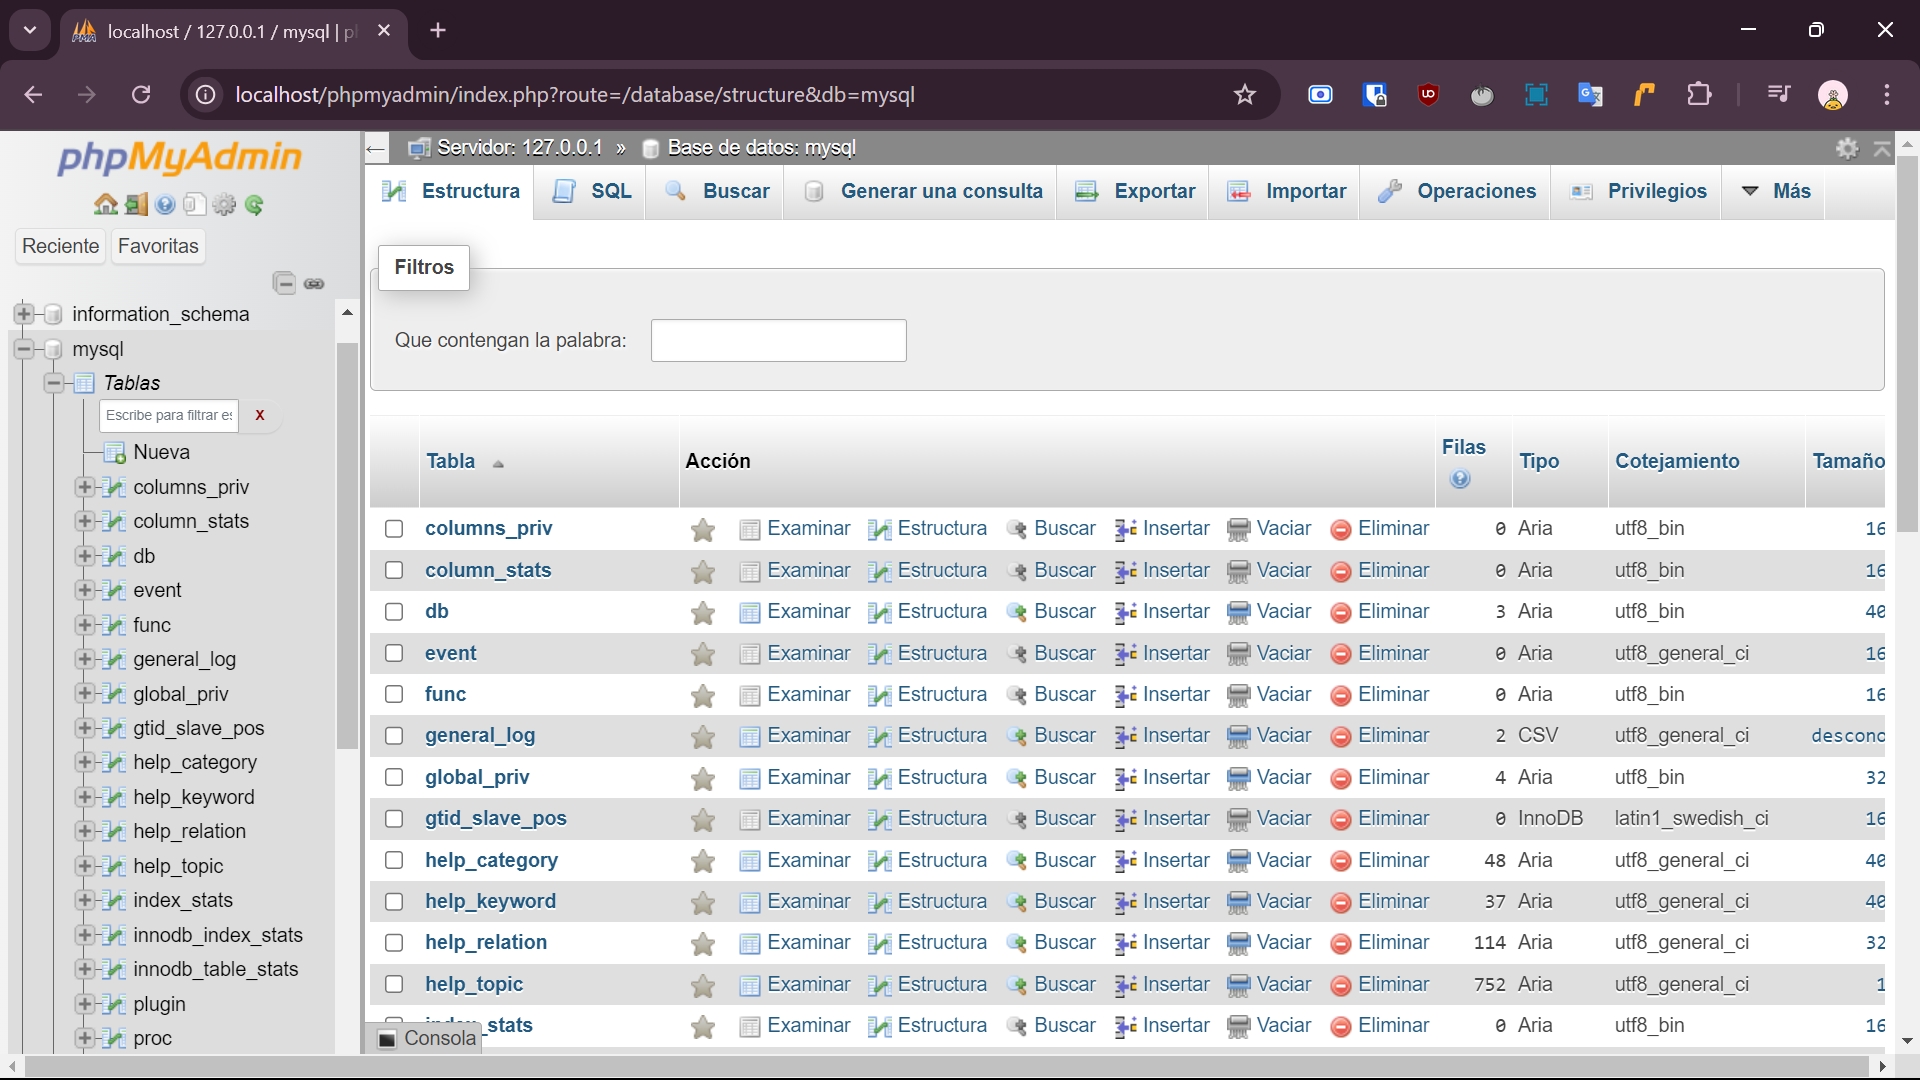 localhost / 127.0.0.1 / mysql | ph
localhost/phpmyadmin/index.php?route=/database/structure&db=mysql
phpMyAdmin
Reciente Favoritas
information_schema
mysql
Tablas
Escribe para filtrar es X
Nueva
columns_priv
column_stats
db
event
func
general_log
global_priv
gtid_slave_pos
help_category
help_keyword
help_relation
help_topic
index_stats
innodb_index_stats
innodb_table_stats
plugin
proc
Servidor: 127.0.0.1 » Base de datos: mysql
Estructura SQL Buscar Generar una consulta Exportar Importar Operaciones Privilegios Más
Filtros
Que contengan la palabra:
Tabla Acción Filas Tipo Cotejamiento Tamaño
columns_priv Examinar Estructura Buscar Insertar Vaciar Eliminar 0 Aria utf8_bin 16
column_stats Examinar Estructura Buscar Insertar Vaciar Eliminar 0 Aria utf8_bin 16
db Examinar Estructura Buscar Insertar Vaciar Eliminar 3 Aria utf8_bin 40
event Examinar Estructura Buscar Insertar Vaciar Eliminar 0 Aria utf8_general_ci 16
func Examinar Estructura Buscar Insertar Vaciar Eliminar 0 Aria utf8_bin 16
general_log Examinar Estructura Buscar Insertar Vaciar Eliminar 2 CSV utf8_general_ci descono
global_priv Examinar Estructura Buscar Insertar Vaciar Eliminar 4 Aria utf8_bin 32
gtid_slave_pos Examinar Estructura Buscar Insertar Vaciar Eliminar 0 InnoDB latin1_swedish_ci 16
help_category Examinar Estructura Buscar Insertar Vaciar Eliminar 48 Aria utf8_general_ci 40
help_keyword Examinar Estructura Buscar Insertar Vaciar Eliminar 37 Aria utf8_general_ci 40
help_relation Examinar Estructura Buscar Insertar Vaciar Eliminar 114 Aria utf8_general_ci 32
help_topic Examinar Estructura Buscar Insertar Vaciar Eliminar 752 Aria utf8_general_ci 1
index_stats Examinar Estructura Buscar Insertar Vaciar Eliminar 0 Aria utf8_bin 16
Consola